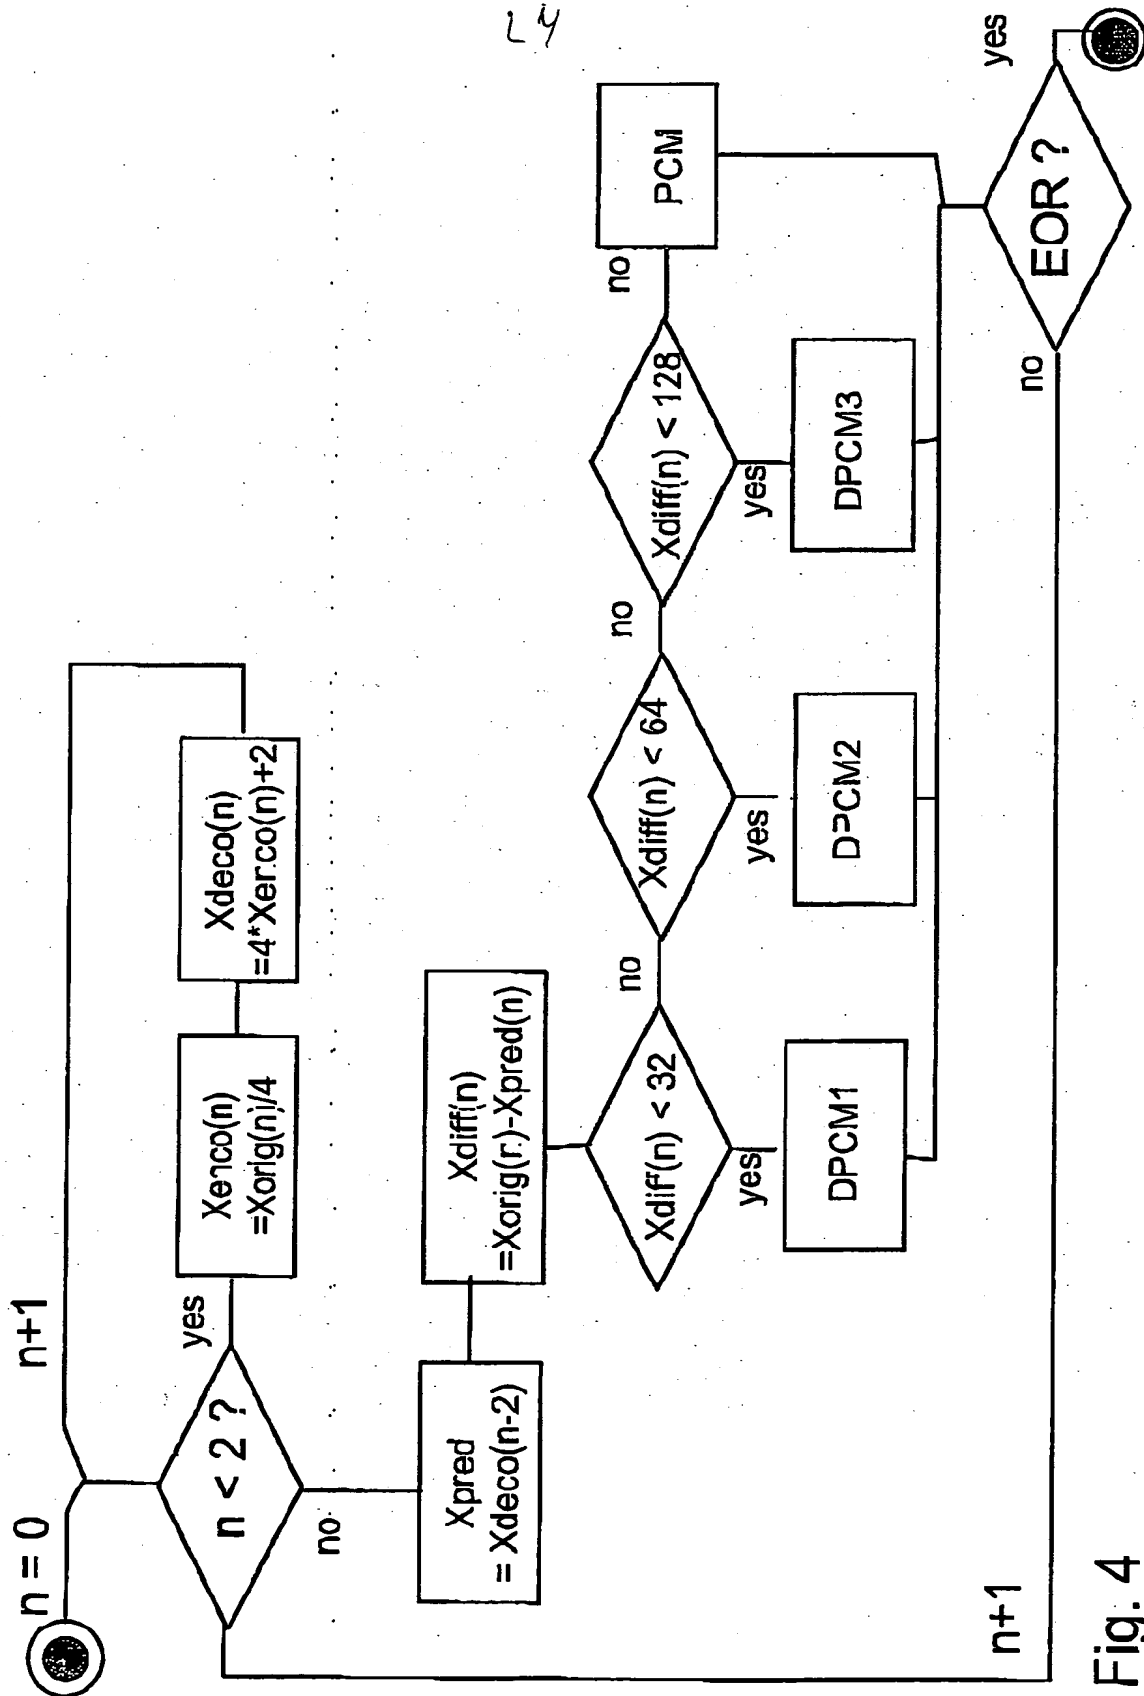 n = 0
n+1
n < 2 ?
yes
Xenco(n)
=Xorig(n)/4
Xdeco(n)
=4*Xenco(n)+2
no
Xpred
= Xdeco(n-2)
Xdiff(n)
=Xorig(n)-Xpred(n)
Xdiff(n) < 32
no
Xdiff(n) < 64
no
Xdiff(n) < 128
no
PCM
yes
DPCM1
yes
DPCM2
yes
DPCM3
n+1
no
EOR ?
yes
Fig. 4